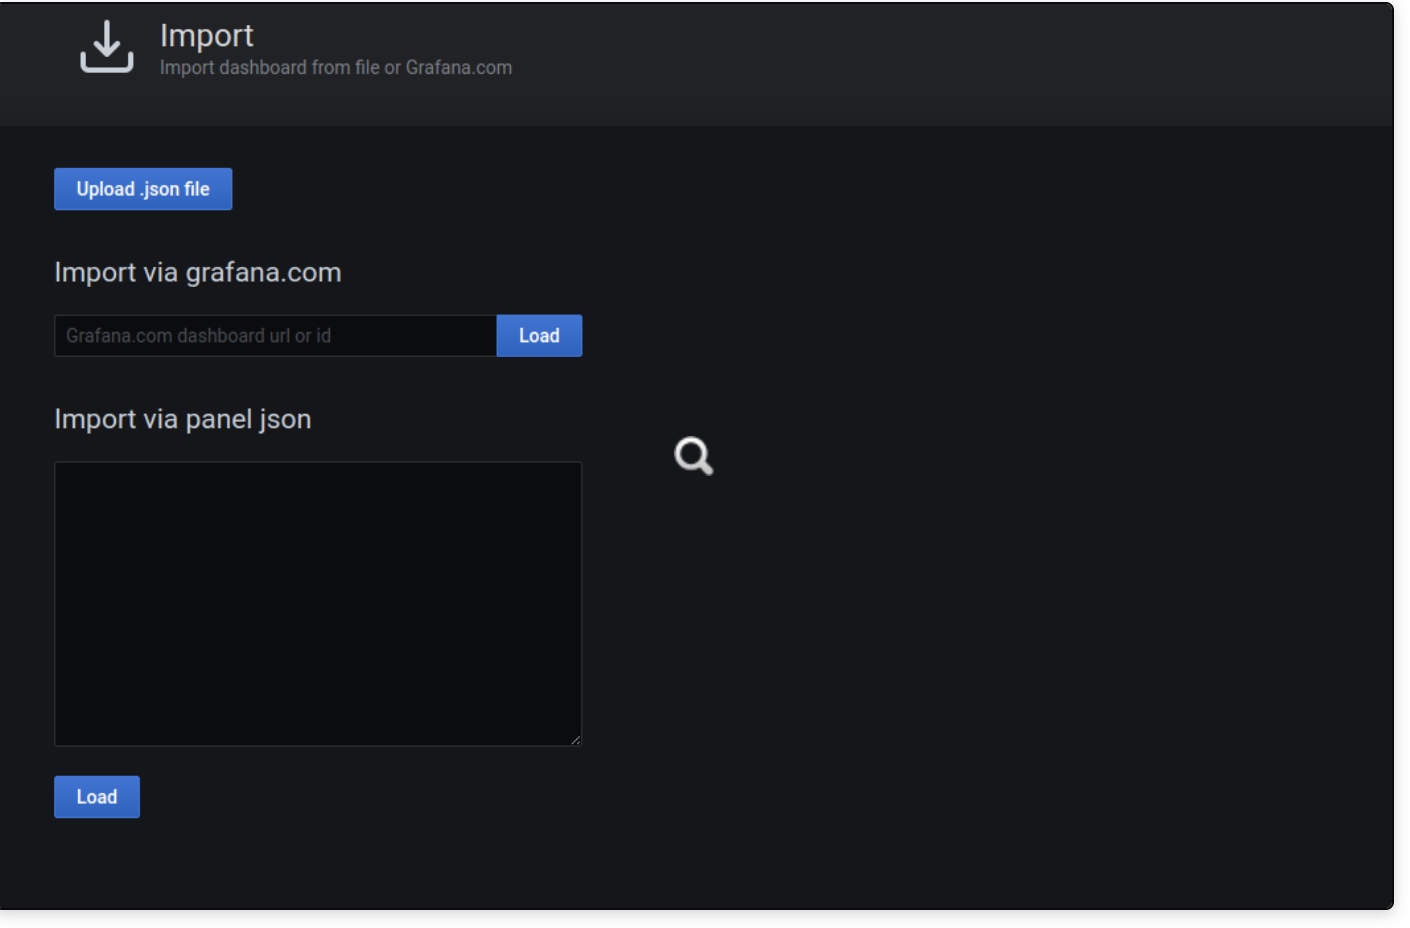 Import
Import dashboard from file or Grafana.com
Upload .json file
Import via grafana.com
Grafana.com dashboard url or id
Load
Import via panel json
Load